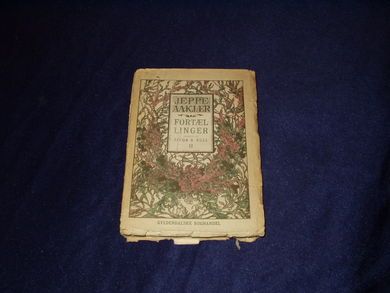 JEPPE
AAKJÆR
FORTÆL
LINGER
II
GYLDENDALSKE BOGHANDEL